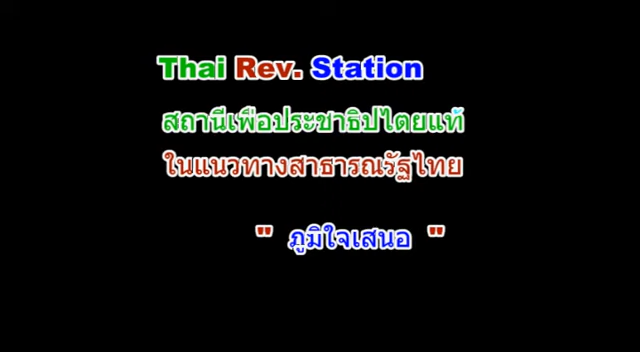 Thai Rev. Station
สถานีเพื่อประชาธิปไตยแท้
ในแนวทางสาธารณรัฐไทย
" ภูมิใจเสนอ "